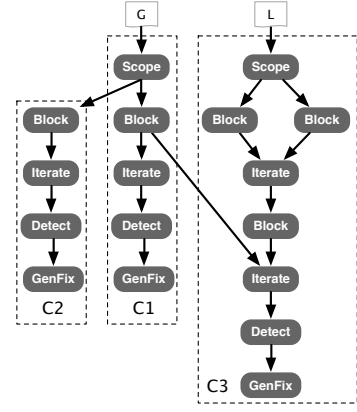 G
L
Scope
Scope
Block
Block
Block
Block
Iterate
Iterate
Iterate
Detect
Detect
Block
GenFix
GenFix
Iterate
C2
C1
Detect
C3
GenFix